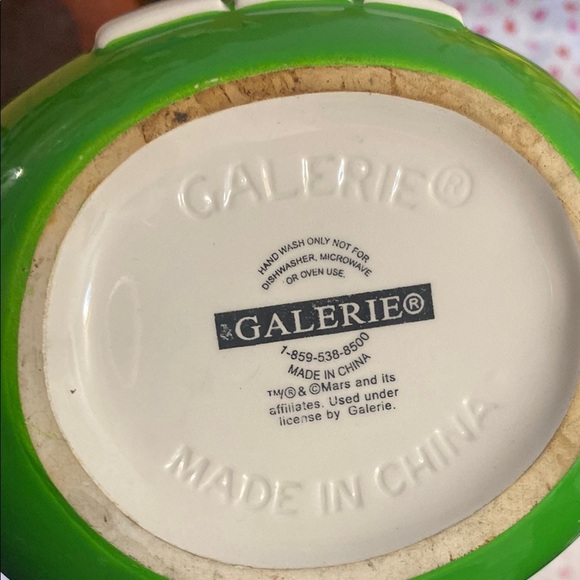 GALERIE®
HAND WASH ONLY NOT FOR
DISHWASHER, MICROWAVE
OR OVEN USE.
GALERIE®
1-859-538-8500
MADE IN CHINA
™/® & ©Mars and its
affiliates. Used under
license by Galerie.
MADE IN CHINA